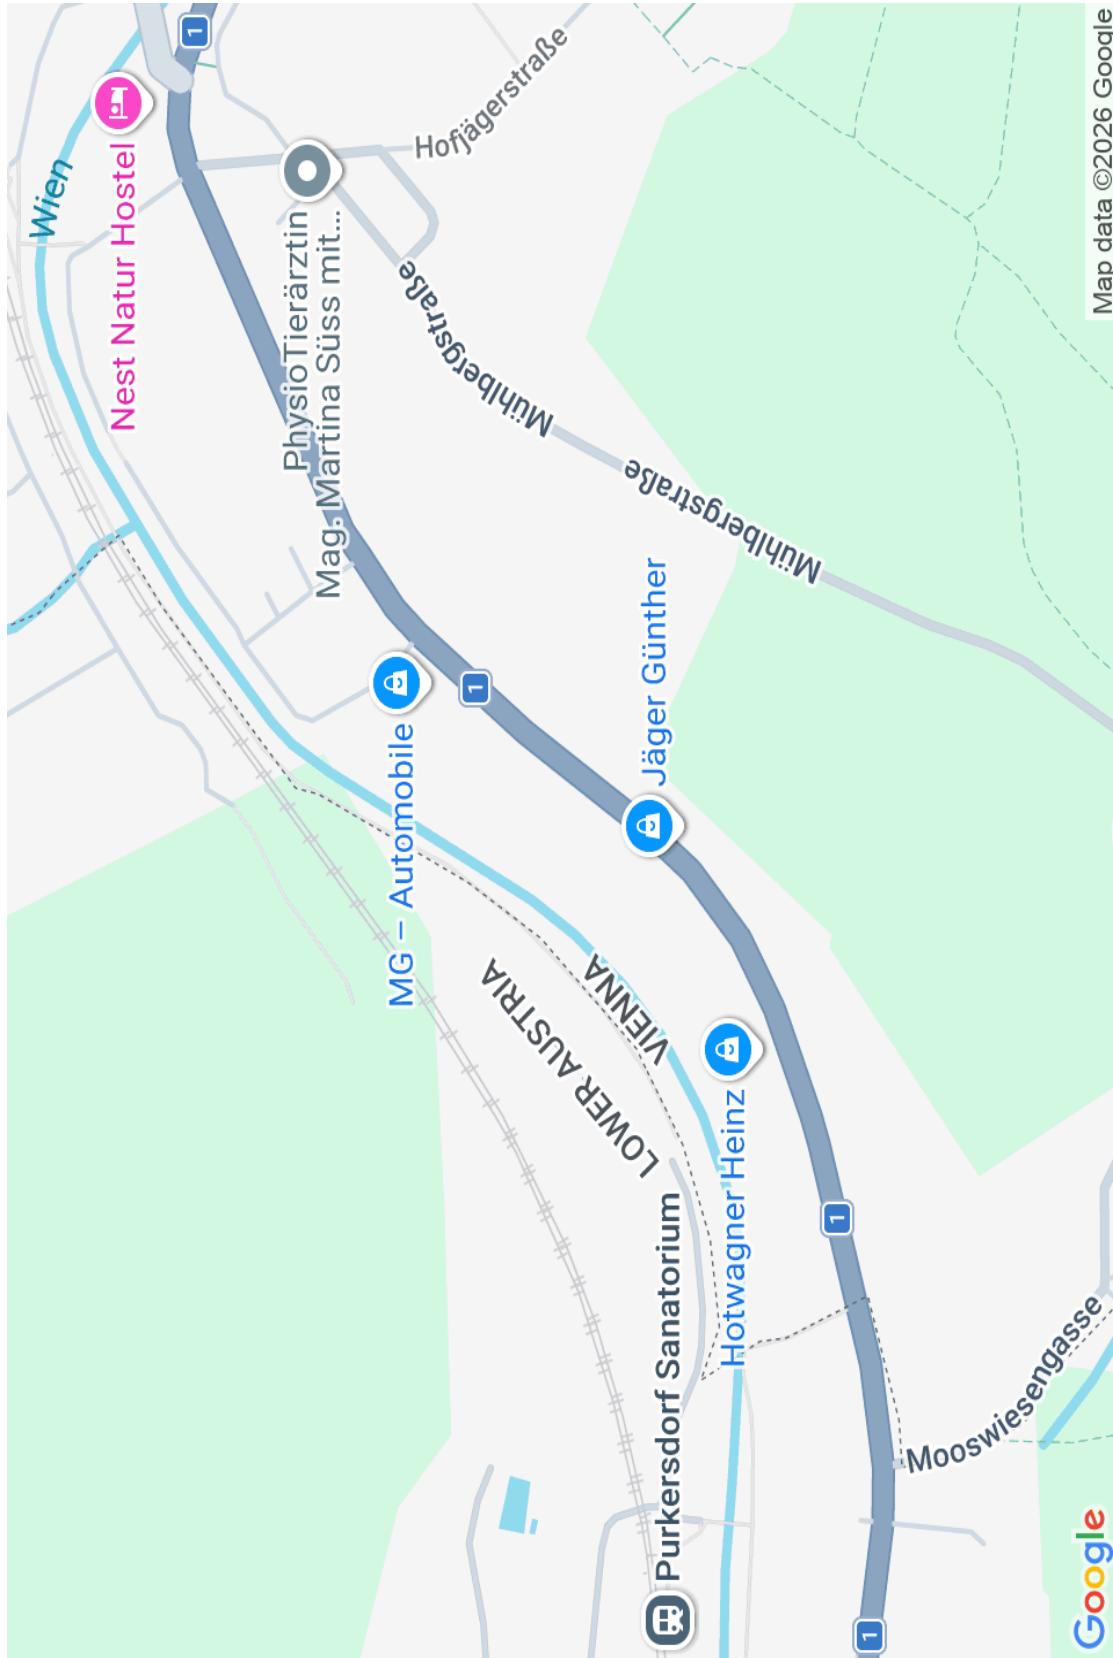 Wien
Nest Natur Hostel
1
PhysioTierärztin
Mag. Martina Süss mit...
Hofjägerstraße
Mühlbergstraße
Mühlbergstraße
MG – Automobile
1
Jäger Günther
LOWER AUSTRIA
VIENNA
Hotwagner Heinz
Purkersdorf Sanatorium
1
Mooswiesengasse
1
Google
Map data ©2026 Google